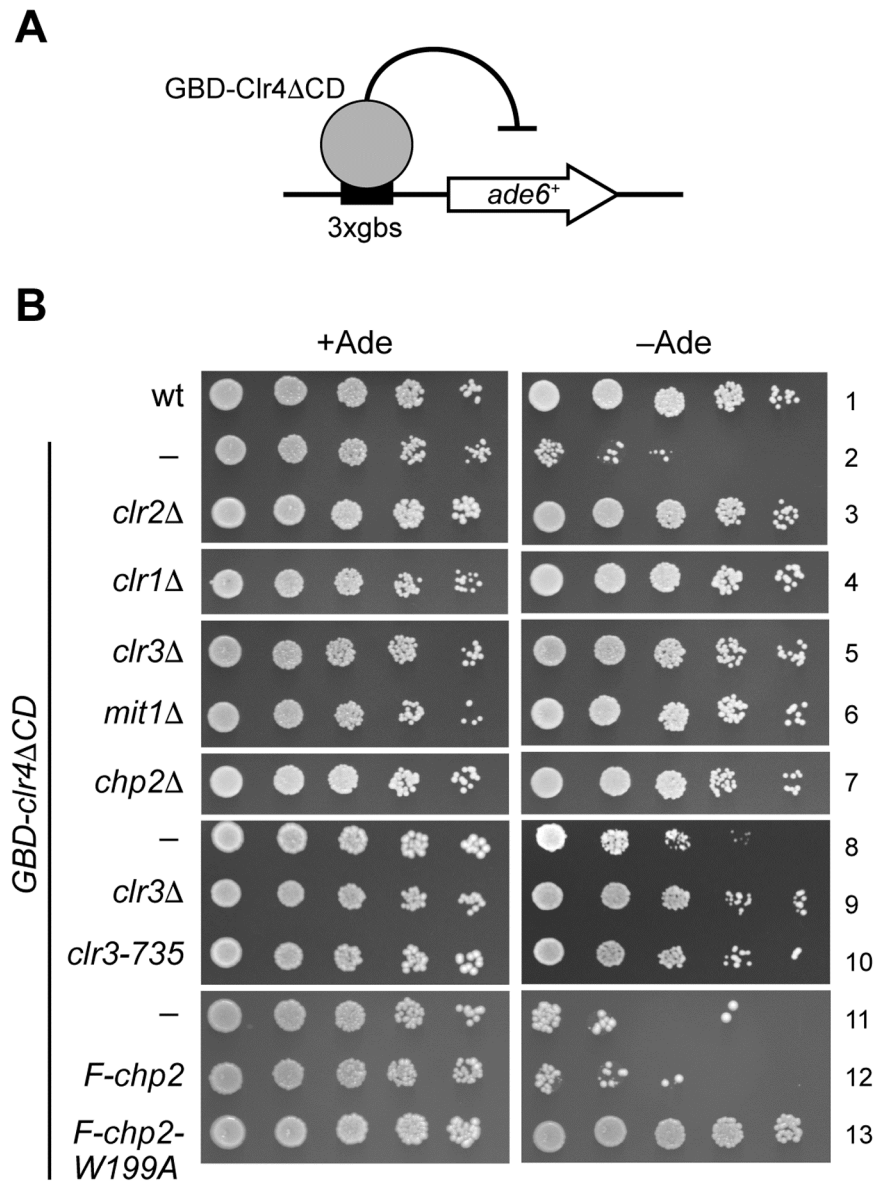 A
GBD-Clr4ΔCD
ade6+
3xgbs
B
+Ade
–Ade
wt
1
–
2
clr2Δ
3
clr1Δ
4
clr3Δ
5
mit1Δ
6
chp2Δ
7
–
8
clr3Δ
9
clr3-735
10
–
11
F-chp2
12
F-chp2-
W199A
13
GBD-clr4ΔCD